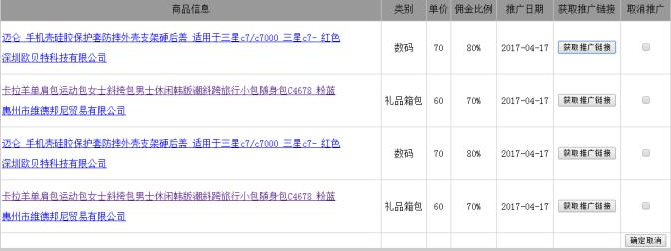 商品信息 类别 单价 佣金比例 推广日期 获取推广链接 取消推广
迈仑 手机壳硅胶保护套防摔外壳支架硬后盖 适用于三星c7/c7000 三星c7- 红色
深圳欧贝特科技有限公司
数码 70 80% 2017-04-17 获取推广链接
卡拉羊单肩包运动包女士斜挎包男士休闲韩版潮斜跨旅行小包随身包C4678 粉蓝
惠州市维德邦尼贸易有限公司
礼品箱包 60 70% 2017-04-17 获取推广链接
迈仑 手机壳硅胶保护套防摔外壳支架硬后盖 适用于三星c7/c7000 三星c7- 红色
深圳欧贝特科技有限公司
数码 70 80% 2017-04-17 获取推广链接
卡拉羊单肩包运动包女士斜挎包男士休闲韩版潮斜跨旅行小包随身包C4678 粉蓝
惠州市维德邦尼贸易有限公司
礼品箱包 60 70% 2017-04-17 获取推广链接
确定取消